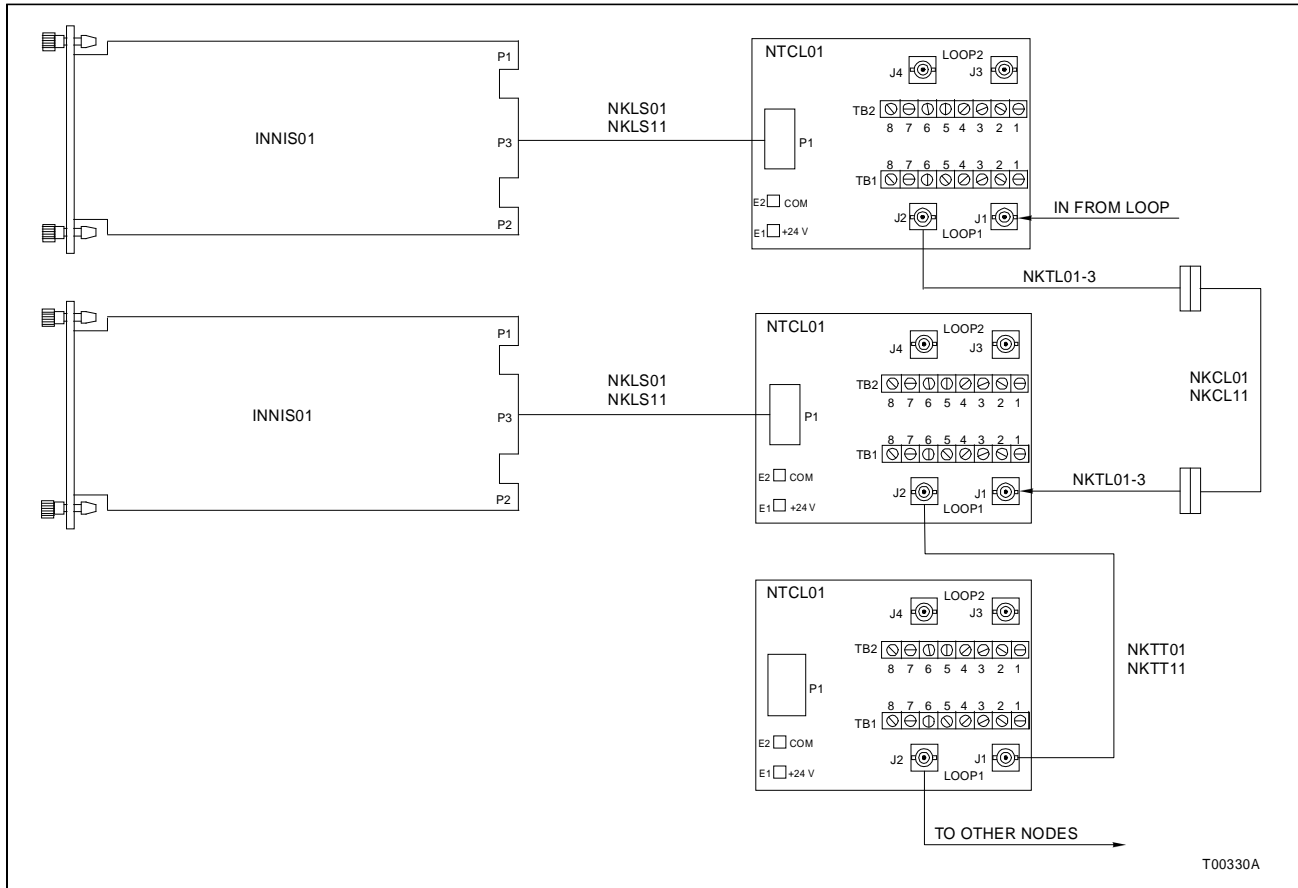 NTCL01
P1
LOOP2
J4
J3
INNIS01
NKLS01
NKLS11
TB2
8 7 6 5 4 3 2 1
P3
P1
8 7 6 5 4 3 2 1
TB1
E2 COM
J2
J1
IN FROM LOOP
P2
E1 +24 V
LOOP1
NKTL01-3
NTCL01
P1
LOOP2
J4
J3
NKLS01
NKLS11
TB2
8 7 6 5 4 3 2 1
NKCL01
NKCL11
INNIS01
P3
P1
8 7 6 5 4 3 2 1
TB1
E2 COM
NKTL01-3
P2
J2
J1
E1 +24 V
LOOP1
NTCL01
LOOP2
J4
J3
TB2
8 7 6 5 4 3 2 1
NKTT01
NKTT11
P1
8 7 6 5 4 3 2 1
TB1
E2 COM
J2
J1
E1 +24 V
LOOP1
TO OTHER NODES
T00330A